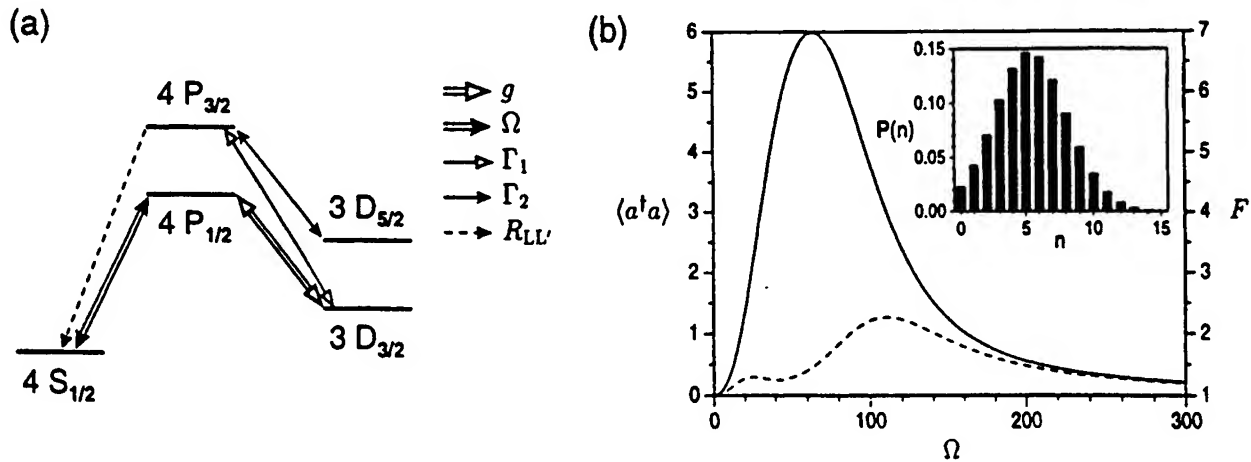 (a)
4 P3/2
4 P1/2
3 D5/2
3 D3/2
4 S1/2
g
Ω
Γ1
Γ2
RLL'
(b)
6
5
4
3
2
1
0
⟨a†a⟩
0
100
200
300
Ω
7
6
5
4
3
2
1
F
0.15
0.10
0.05
0.00
P(n)
0
5
10
15
n